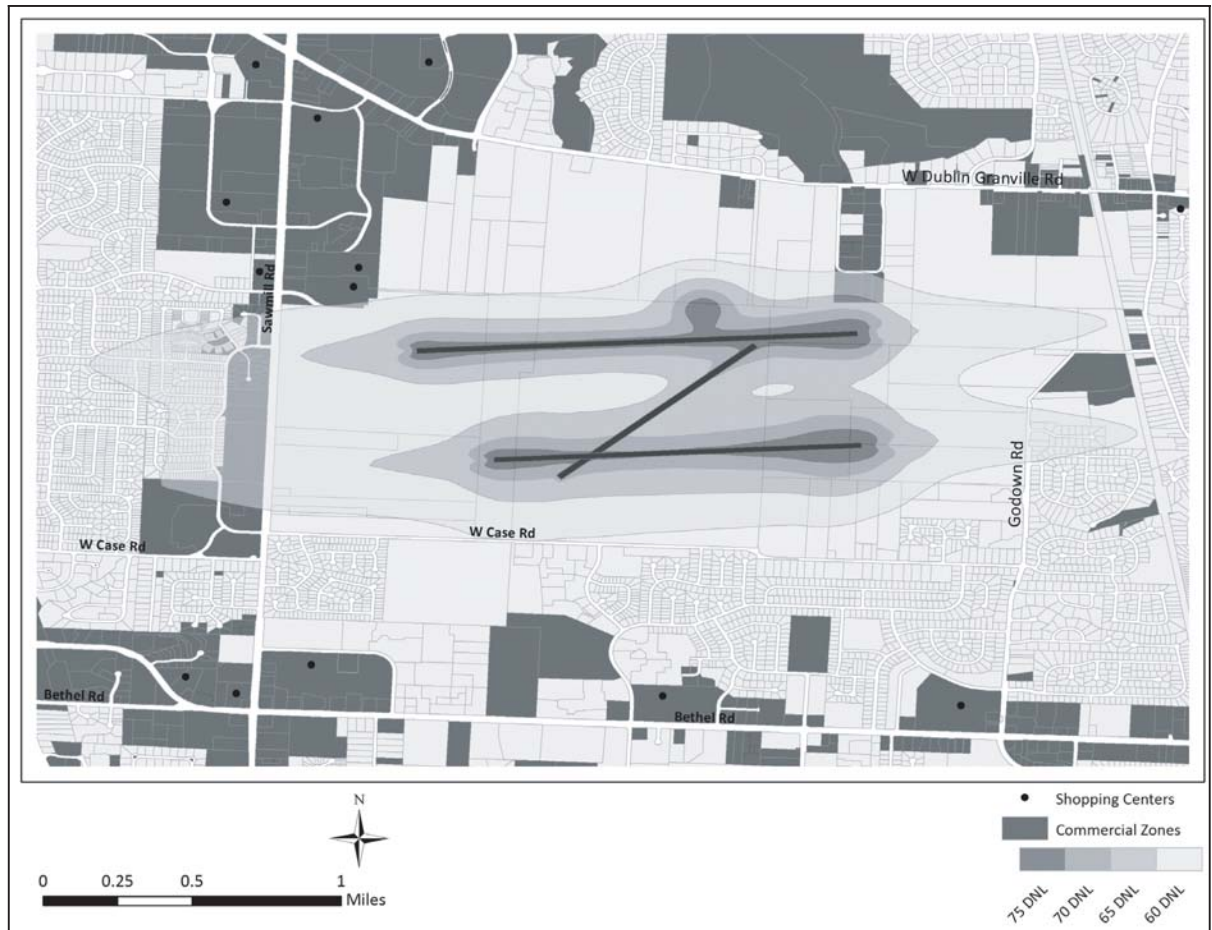 W Dublin Granville Rd
Sawmill Rd
Godown Rd
W Case Rd
W Case Rd
Bethel Rd
Bethel Rd
N
Shopping Centers
Commercial Zones
0 0.25 0.5 1
Miles
75 DNL 70 DNL 65 DNL 60 DNL